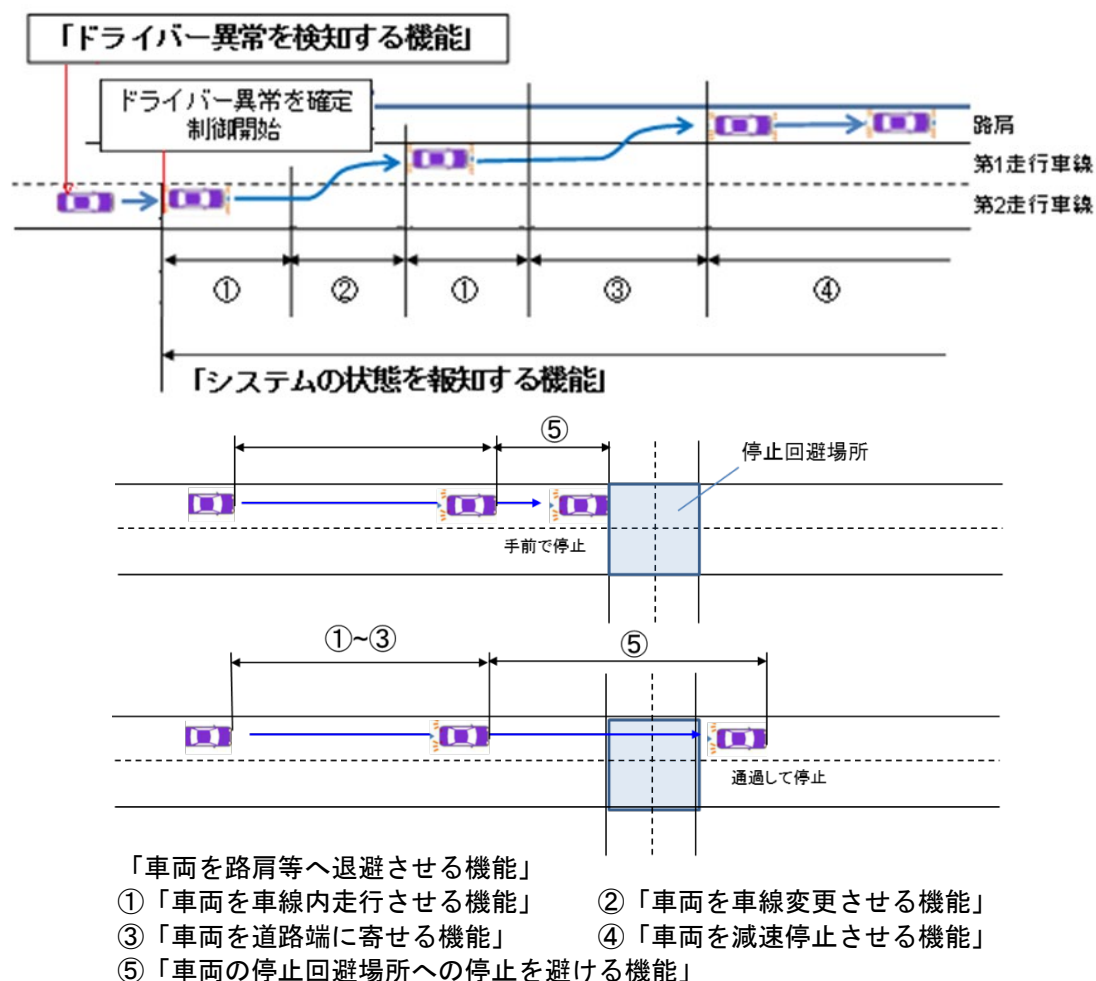 「ドライバー異常を検知する機能」
ドライバー異常を確定
制御開始
路肩
第1走行車線
第2走行車線
① ② ① ③ ④
「システムの状態を報知する機能」
⑤
停止回避場所
手前で停止
①~③ ⑤
通過して停止
「車両を路肩等へ退避させる機能」
①「車両を車線内走行させる機能」 ②「車両を車線変更させる機能」
③「車両を道路端に寄せる機能」 ④「車両を減速停止させる機能」
⑤「車両の停止回避場所への停止を避ける機能」